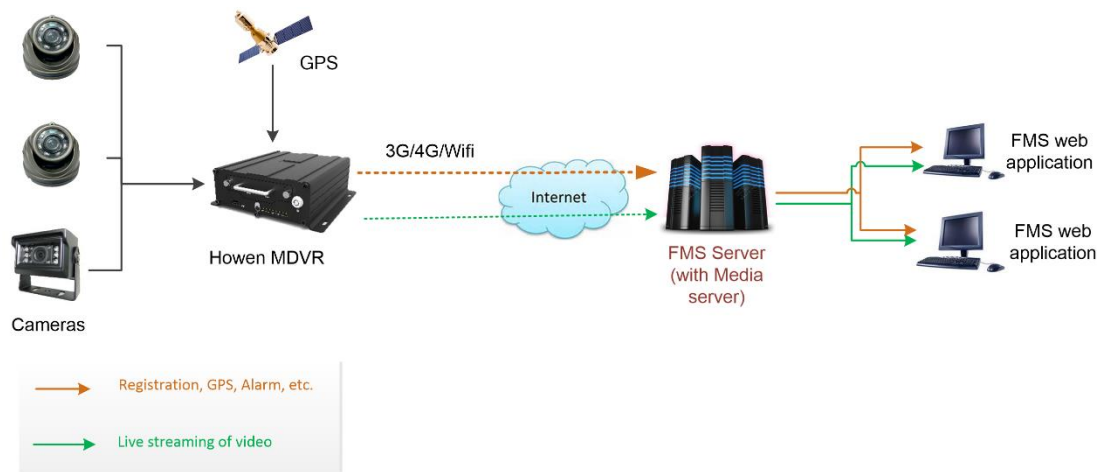 GPS
3G/4G/Wifi
Internet
FMS web
application
Howen MDVR
FMS Server
(with Media
server)
FMS web
application
Cameras
Registration, GPS, Alarm, etc.
Live streaming of video